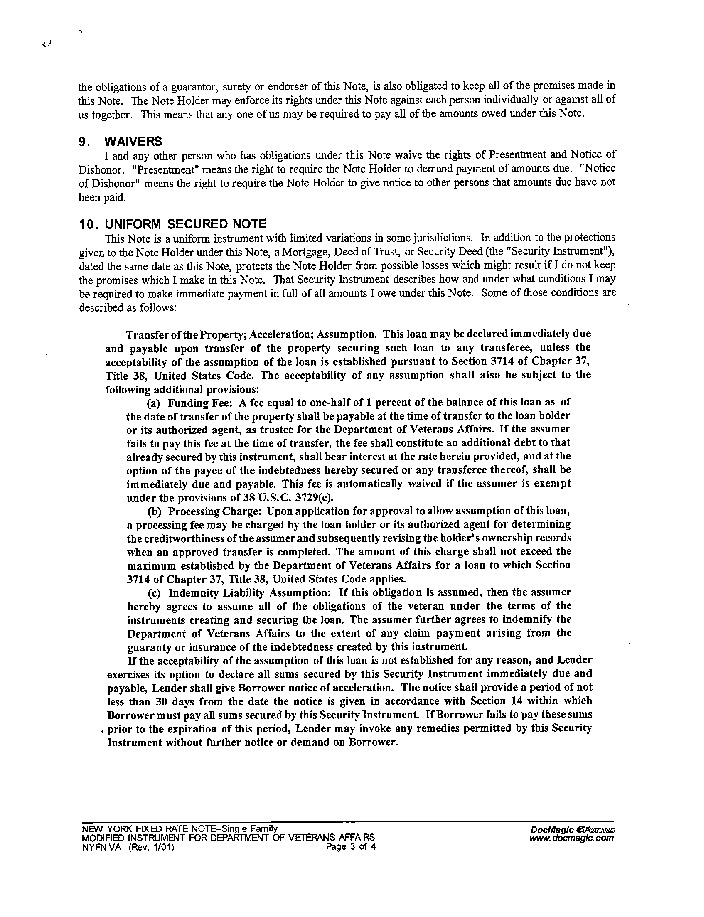 the obligations of a guarantor, surety or endorser of this Note, is also obligated to keep all of the promises made in
this Note. The Note Holder may enforce its rights under this Note against each person individually or against all of
us together. This means that any one of us may be required to pay all of the amounts owed under this Note.
9. WAIVERS
I and any other person who has obligations under this Note waive the rights of Presentment and Notice of
Dishonor. "Presentment" means the right to require the Note Holder to demand payment of amounts due. "Notice
of Dishonor" means the right to require the Note Holder to give notice to other persons that amounts due have not
been paid.
10. UNIFORM SECURED NOTE
This Note is a uniform instrument with limited variations in some jurisdictions. In addition to the protections
given to the Note Holder under this Note, a Mortgage, Deed of Trust, or Security Deed (the "Security Instrument"),
dated the same date as this Note, protects the Note Holder from possible losses which might result if I do not keep
the promises which I make in this Note. That Security Instrument describes how and under what conditions I may
be required to make immediate payment in full of all amounts I owe under this Note. Some of those conditions are
described as follows:
Transfer of the Property; Acceleration; Assumption. This loan may be declared immediately due
and payable upon transfer of the property securing such loan to any transferee, unless the
acceptability of the assumption of the loan is established pursuant to Section 3714 of Chapter 37,
Title 38, United States Code. The acceptability of any assumption shall also be subject to the
following additional provisions:
(a) Funding Fee: A fee equal to one-half of 1 percent of the balance of this loan as of
the date of transfer of the property shall be payable at the time of transfer to the loan holder
or its authorized agent, as trustee for the Department of Veterans Affairs. If the assumer
fails to pay this fee at the time of transfer, the fee shall constitute an additional debt to that
already secured by this instrument, shall bear interest at the rate herein provided, and at the
option of the payee of the indebtedness hereby secured or any transferee thereof, shall be
immediately due and payable. This fee is automatically waived if the assumer is exempt
under the provisions of 38 U.S.C. 3729(c).
(b) Processing Charge: Upon application for approval to allow assumption of this loan,
a processing fee may be charged by the loan holder or its authorized agent for determining
the creditworthiness of the assumer and subsequently revising the holder's ownership records
when an approved transfer is completed. The amount of this charge shall not exceed the
maximum established by the Department of Veterans Affairs for a loan to which Section
3714 of Chapter 37, Title 38, United States Code applies.
(c) Indemnity Liability Assumption: If this obligation is assumed, then the assumer
hereby agrees to assume all of the obligations of the veteran under the terms of the
instruments creating and securing the loan. The assumer further agrees to indemnify the
Department of Veterans Affairs to the extent of any claim payment arising from the
guaranty or insurance of the indebtedness created by this instrument.
If the acceptability of the assumption of this loan is not established for any reason, and Lender
exercises its option to declare all sums secured by this Security Instrument immediately due and
payable, Lender shall give Borrower notice of acceleration. The notice shall provide a period of not
less than 30 days from the date the notice is given in accordance with Section 14 within which
Borrower must pay all sums secured by this Security Instrument. If Borrower fails to pay these sums
prior to the expiration of this period, Lender may invoke any remedies permitted by this Security
Instrument without further notice or demand on Borrower.
NEW YORK FIXED RATE NOTE--Single Family
MODIFIED INSTRUMENT FOR DEPARTMENT OF VETERANS AFFAIRS
NYFNVA (Rev. 1/01) Page 3 of 4
DocMagic
www.docmagic.com